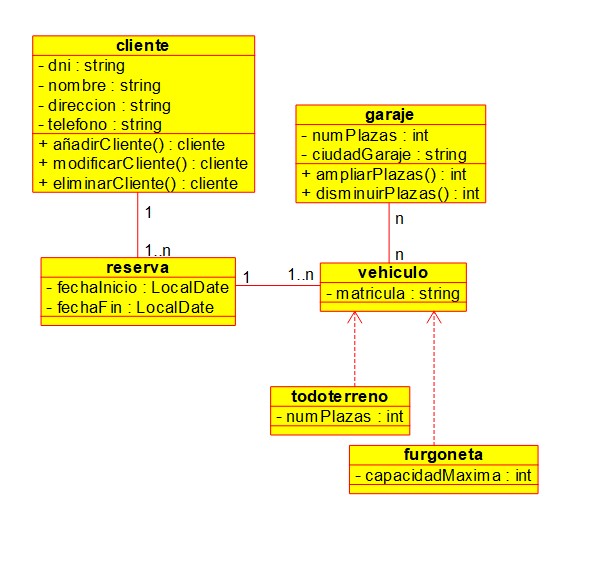 cliente
- dni : string
- nombre : string
- direccion : string
- telefono : string
+ añadirCliente() : cliente
+ modificarCliente() : cliente
+ eliminarCliente() : cliente
garaje
- numPlazas : int
- ciudadGaraje : string
+ ampliarPlazas() : int
+ disminuirPlazas() : int
1
n
1..n
n
reserva
- fechaInicio : LocalDate
- fechaFin : LocalDate
1
1..n
vehiculo
- matricula : string
todoterreno
- numPlazas : int
furgoneta
- capacidadMaxima : int